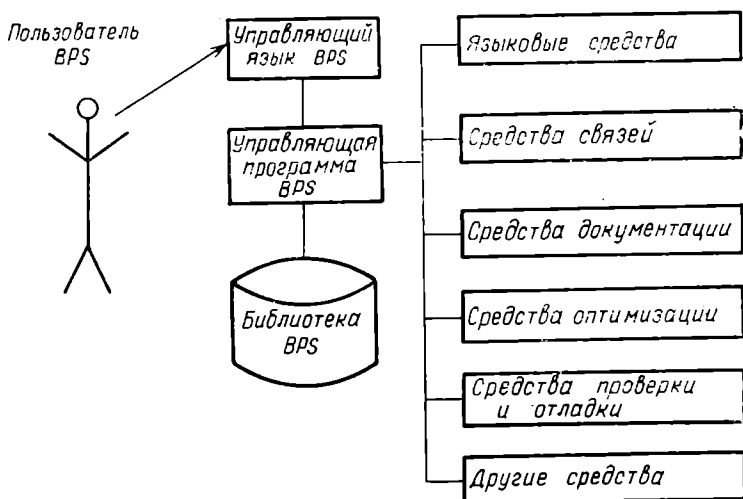 Пользователь
BPS
Управляющий
язык BPS
Управляющая
программа
BPS
Библиотека
BPS
Языковые средства
Средства связей
Средства документации
Средства оптимизации
Средства проверки
и отладки
Другие средства